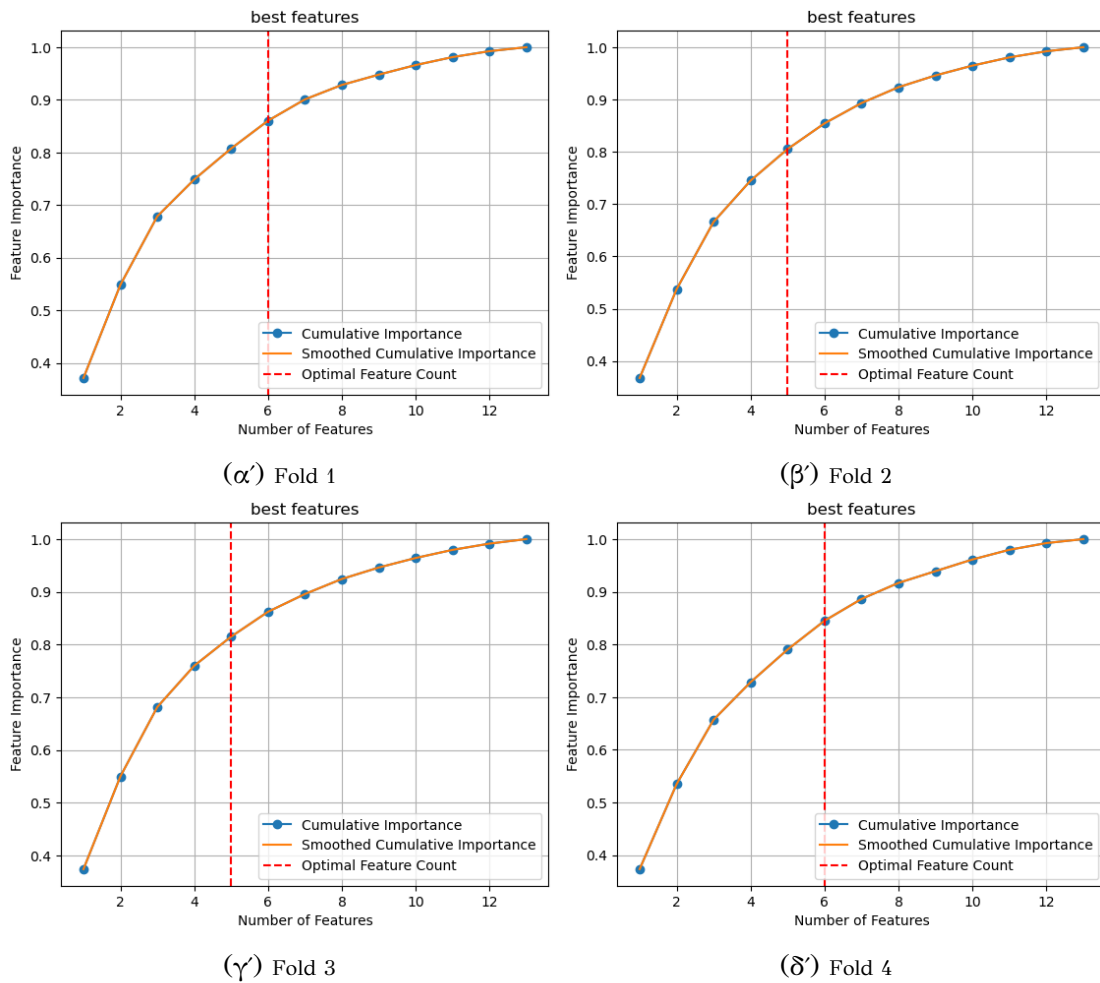 best features
1.0
0.9
0.8
0.7
0.6
0.5
0.4
Feature Importance
Cumulative Importance
Smoothed Cumulative Importance
Optimal Feature Count
2 4 6 8 10 12
Number of Features
(α΄) Fold 1
best features
1.0
0.9
0.8
0.7
0.6
0.5
0.4
Feature Importance
Cumulative Importance
Smoothed Cumulative Importance
Optimal Feature Count
2 4 6 8 10 12
Number of Features
(β΄) Fold 2
best features
1.0
0.9
0.8
0.7
0.6
0.5
0.4
Feature Importance
Cumulative Importance
Smoothed Cumulative Importance
Optimal Feature Count
2 4 6 8 10 12
Number of Features
(γ΄) Fold 3
best features
1.0
0.9
0.8
0.7
0.6
0.5
0.4
Feature Importance
Cumulative Importance
Smoothed Cumulative Importance
Optimal Feature Count
2 4 6 8 10 12
Number of Features
(δ΄) Fold 4